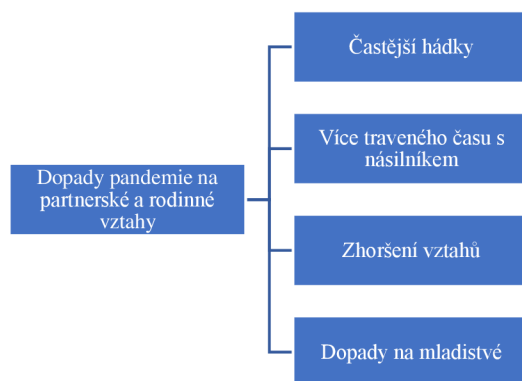 Dopady pandemie na
partnerské a rodinné
vztahy
Častější hádky
Více traveného času s
násilníkem
Zhoršení vztahů
Dopady na mladistvé